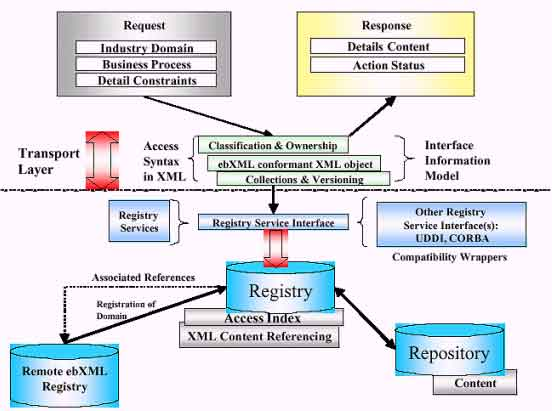 Request
Industry Domain
Business Process
Detail Constraints
Response
Details Content
Action Status
Transport
Layer
Access
Syntax
in XML
Classification & Ownership
ebXML conformant XML object
Collections & Versioning
Interface
Information
Model
Registry
Services
Registry Service Interface
Other Registry
Service Interface(s):
UDDI, CORBA
Compatibility Wrappers
Associated References
Registration of
Domain
Registry
Access Index
XML Content Referencing
Remote ebXML
Registry
Repository
Content